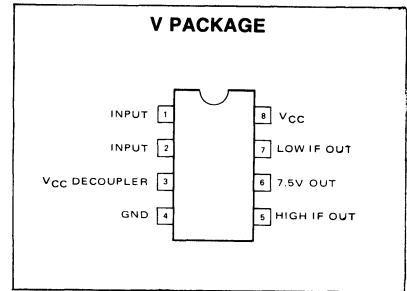 V PACKAGE
INPUT 1
8 VCC
INPUT 2
7 LOW IF OUT
VCC DECOUPLER 3
6 7.5V OUT
GND 4
5 HIGH IF OUT